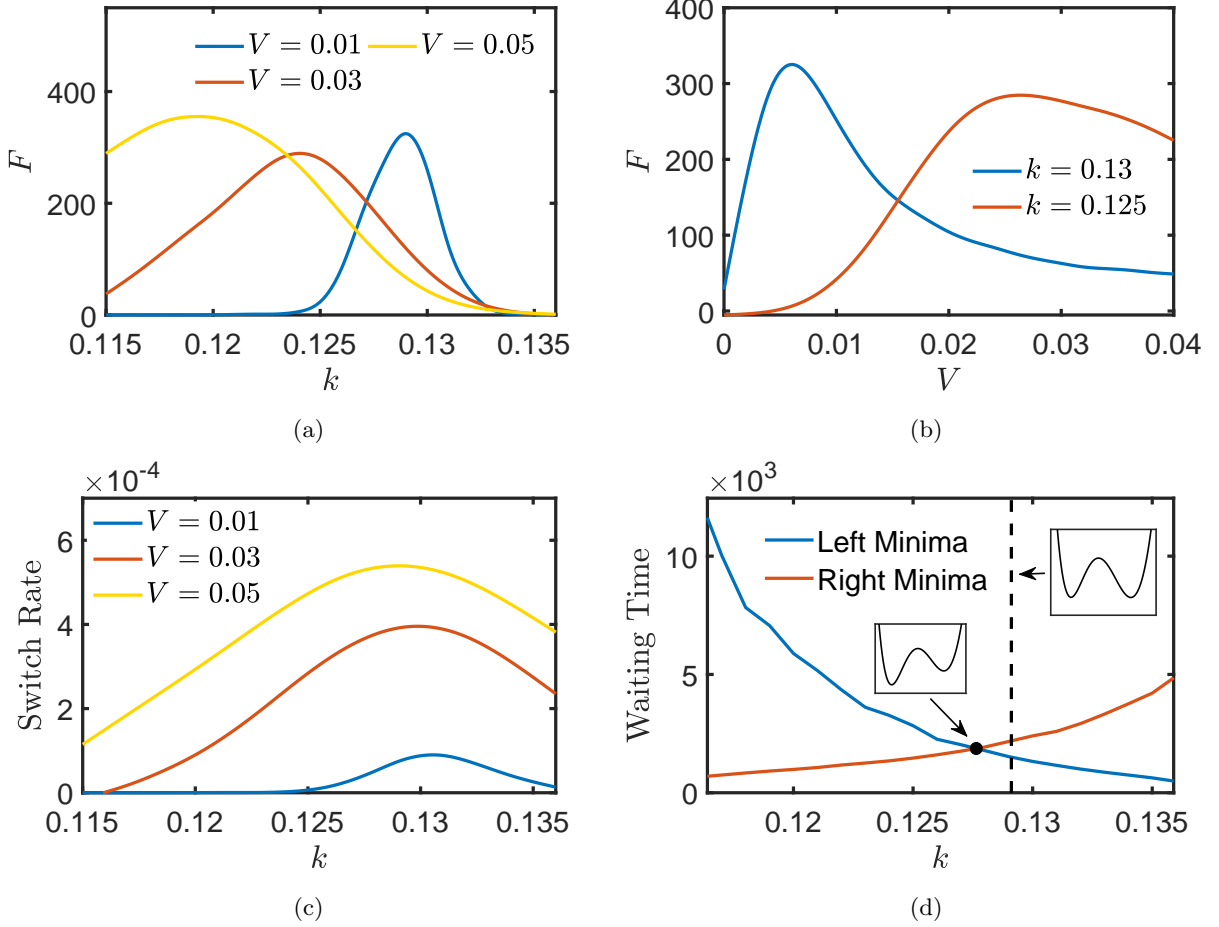 400
200
0
F
V = 0.01
V = 0.05
V = 0.03
0.115
0.12
0.125
0.13
0.135
k
(a)
400
300
200
100
0
F
k = 0.13
k = 0.125
0
0.01
0.02
0.03
0.04
V
(b)
×10-4
6
4
2
0
Switch Rate
V = 0.01
V = 0.03
V = 0.05
0.115
0.12
0.125
0.13
0.135
k
(c)
×10³
10
5
0
Waiting Time
Left Minima
Right Minima
0.12
0.125
0.13
0.135
k
(d)